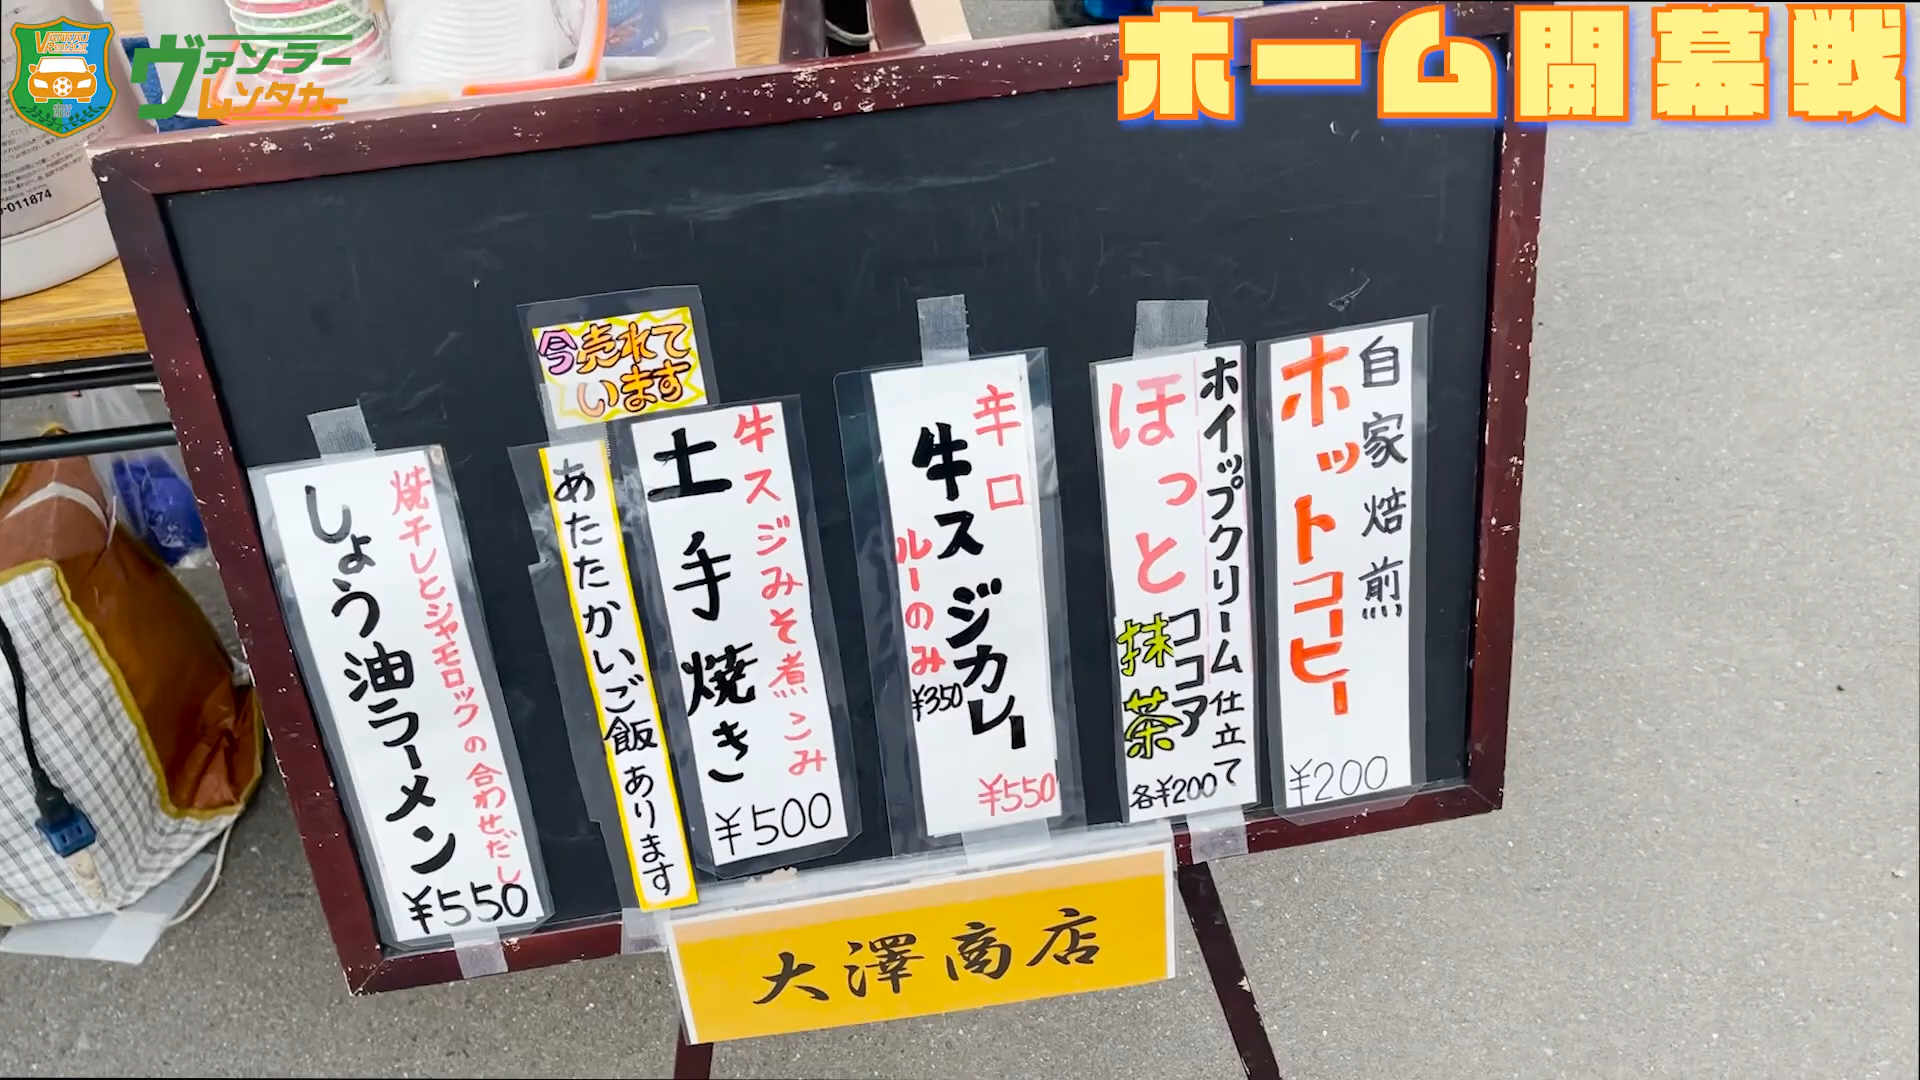 ヴァンラーレンタカー
ホーム開幕戦
-011874
自家焙煎
ホットコーヒー
¥200
ホイップクリーム仕立て
ほっと
ココア
抹茶
各¥200
辛口
牛スジカレー
ルーのみ
¥350
¥550
今売れて
います
牛スジみそ煮こみ
土手焼き
¥500
あたたかいご飯あります
焼干しとシャモロックの合わせだし
しょう油ラーメン
¥550
大澤商店